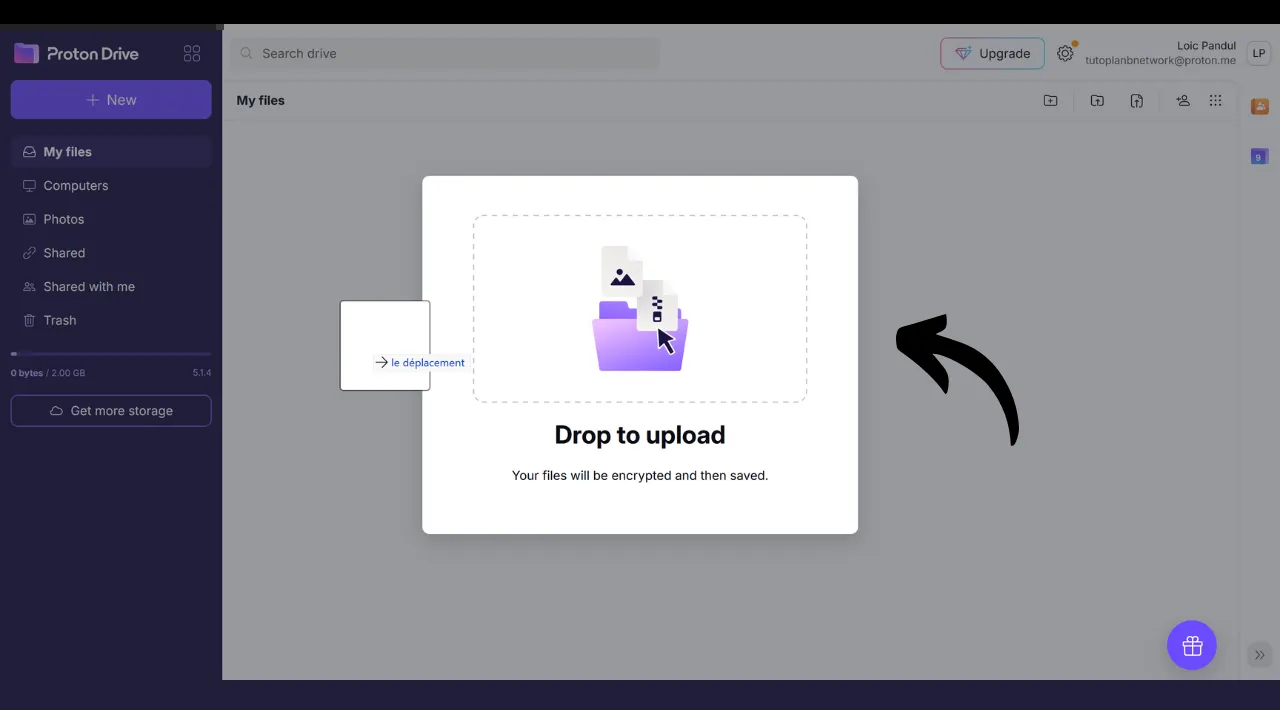 Proton Drive
Search drive
Upgrade
Loic Pandul
tutoplanbnetwork@proton.me
LP
New
My files
My files
Computers
Photos
Shared
Shared with me
Trash
0 bytes / 2.00 GB
5.1.4
Get more storage
9
le déplacement
Drop to upload
Your files will be encrypted and then saved.